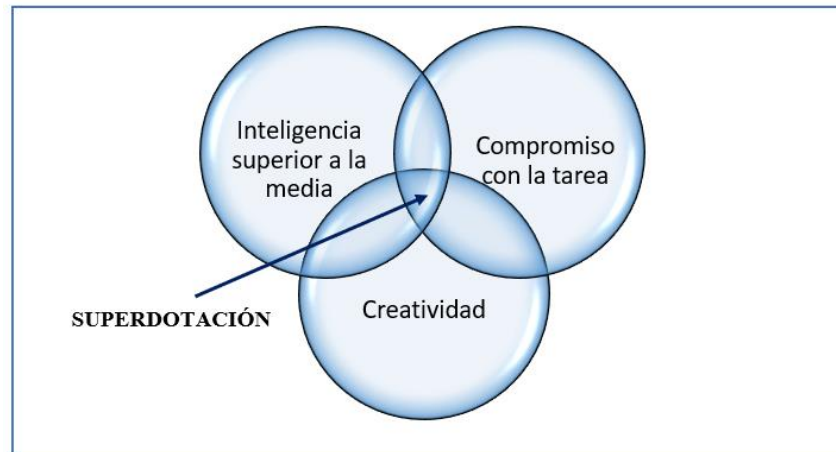 Inteligencia
superior a la
media
Compromiso
con la tarea
Creatividad
SUPERDOTACIÓN